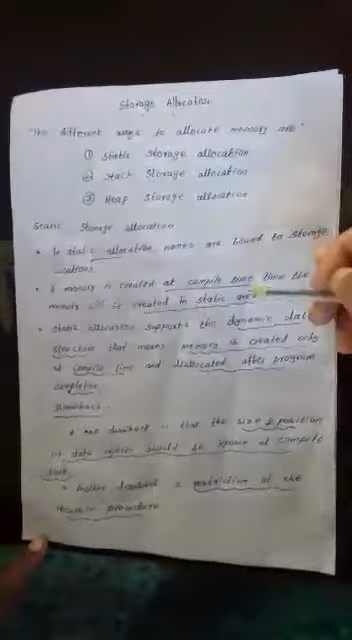 Storage Allocation
"The different ways to allocate memory are"
① Static storage allocation
② Stack storage allocation
③ Heap storage allocation
Static Storage allocation
• In static allocation names are bound to storage
locations.
• If memory is created at compile time then the
memory will be created in static area
• static allocation supports the dynamic data
structure that means memory is created only
at compile time and deallocated after program
completion
Drawback
* one drawback is that the size & position
of data objects should be known at compile
time
* Another drawback is restriction of the
recursion procedure